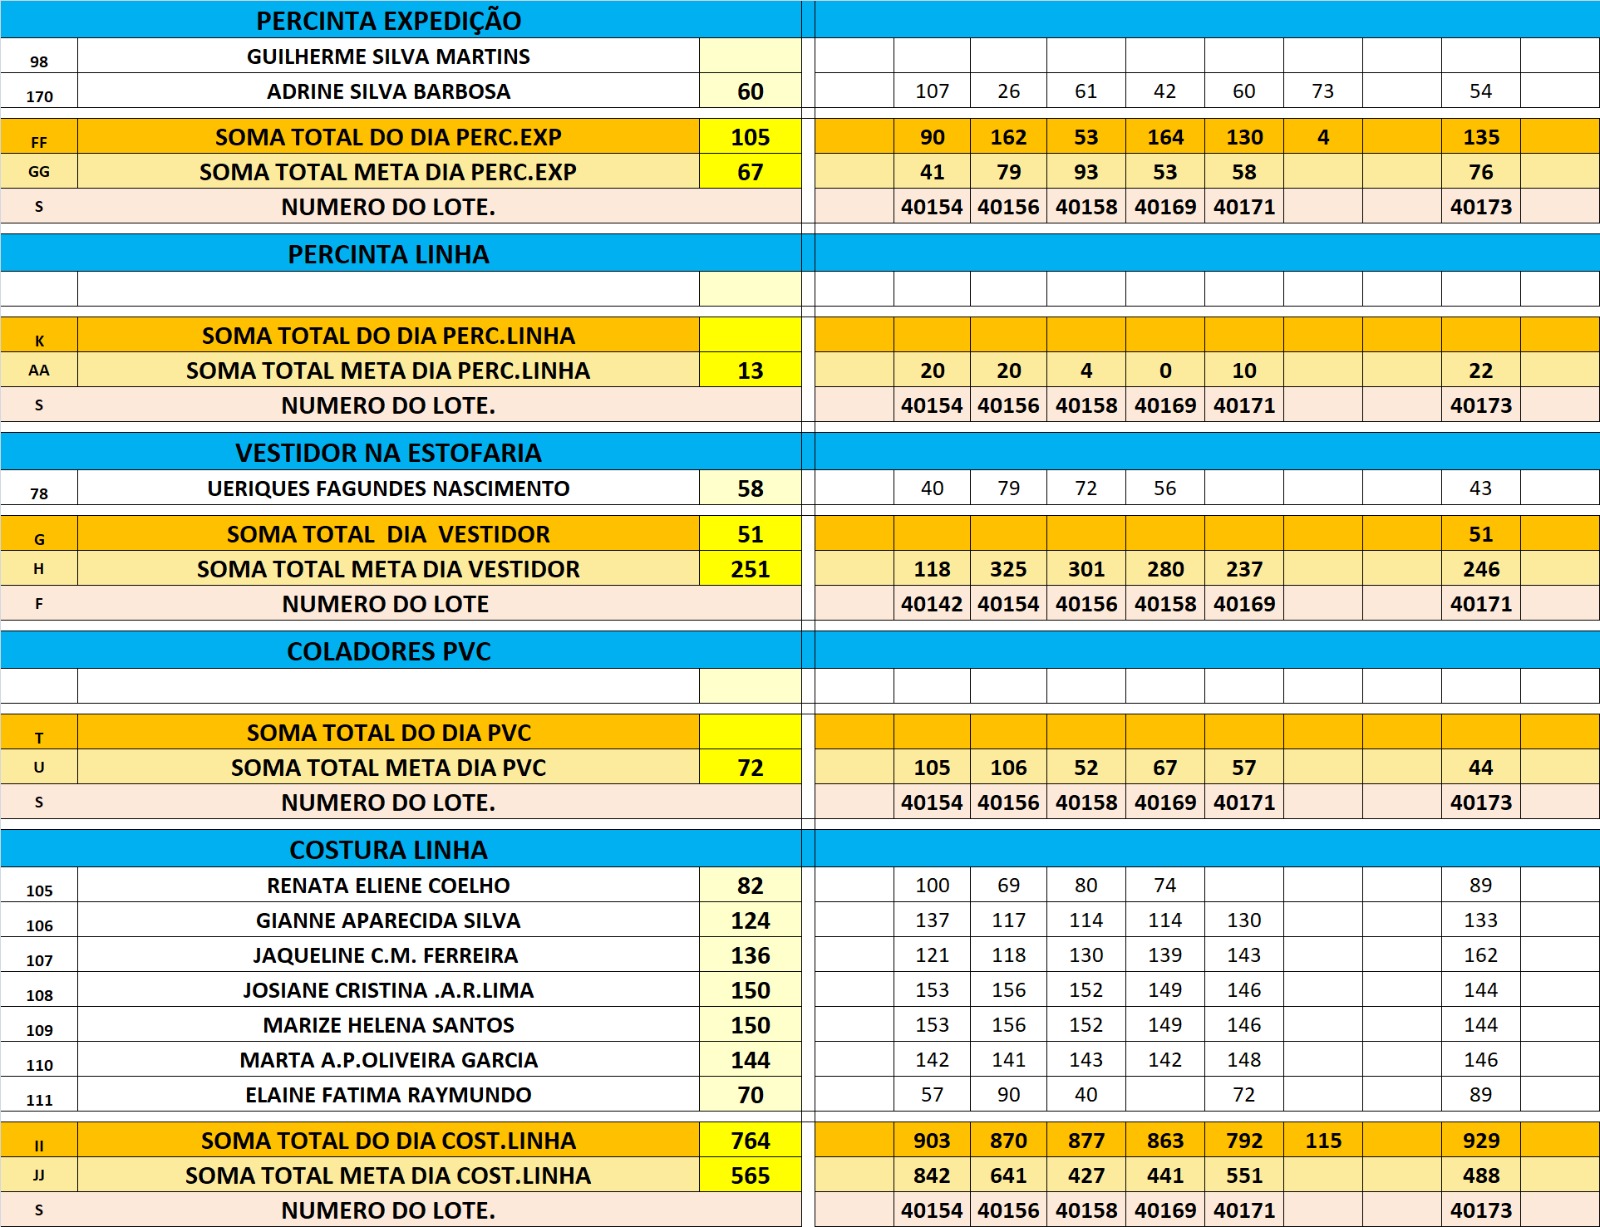 PERCINTA EXPEDIÇÃO
98 GUILHERME SILVA MARTINS
170 ADRINE SILVA BARBOSA 60 107 26 61 42 60 73 54
FF SOMA TOTAL DO DIA PERC.EXP 105 90 162 53 164 130 4 135
GG SOMA TOTAL META DIA PERC.EXP 67 41 79 93 53 58 76
S NUMERO DO LOTE. 40154 40156 40158 40169 40171 40173
PERCINTA LINHA
K SOMA TOTAL DO DIA PERC.LINHA
AA SOMA TOTAL META DIA PERC.LINHA 13 20 20 4 0 10 22
S NUMERO DO LOTE. 40154 40156 40158 40169 40171 40173
VESTIDOR NA ESTOFARIA
78 UERIQUES FAGUNDES NASCIMENTO 58 40 79 72 56 43
G SOMA TOTAL DIA VESTIDOR 51 51
H SOMA TOTAL META DIA VESTIDOR 251 118 325 301 280 237 246
F NUMERO DO LOTE 40142 40154 40156 40158 40169 40171
COLADORES PVC
T SOMA TOTAL DO DIA PVC
U SOMA TOTAL META DIA PVC 72 105 106 52 67 57 44
S NUMERO DO LOTE. 40154 40156 40158 40169 40171 40173
COSTURA LINHA
105 RENATA ELIENE COELHO 82 100 69 80 74 89
106 GIANNE APARECIDA SILVA 124 137 117 114 114 130 133
107 JAQUELINE C.M. FERREIRA 136 121 118 130 139 143 162
108 JOSIANE CRISTINA .A.R.LIMA 150 153 156 152 149 146 144
109 MARIZE HELENA SANTOS 150 153 156 152 149 146 144
110 MARTA A.P.OLIVEIRA GARCIA 144 142 141 143 142 148 146
111 ELAINE FATIMA RAYMUNDO 70 57 90 40 72 89
II SOMA TOTAL DO DIA COST.LINHA 764 903 870 877 863 792 115 929
JJ SOMA TOTAL META DIA COST.LINHA 565 842 641 427 441 551 488
S NUMERO DO LOTE. 40154 40156 40158 40169 40171 40173